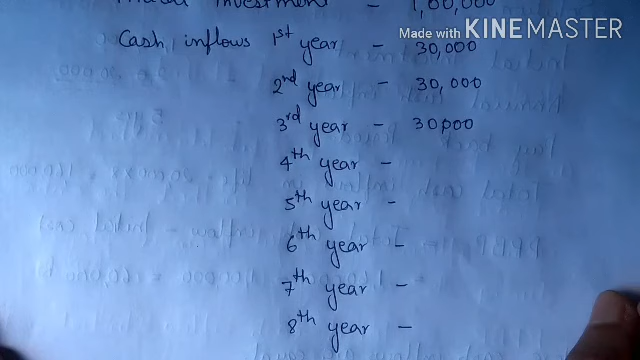 Initial investment - 1,00,000
Made with KINEMASTER
Cash inflows 1st year - 30,000
2nd year - 30,000
3rd year - 30,000
4th year -
5th year -
6th year -
7th year -
8th year -